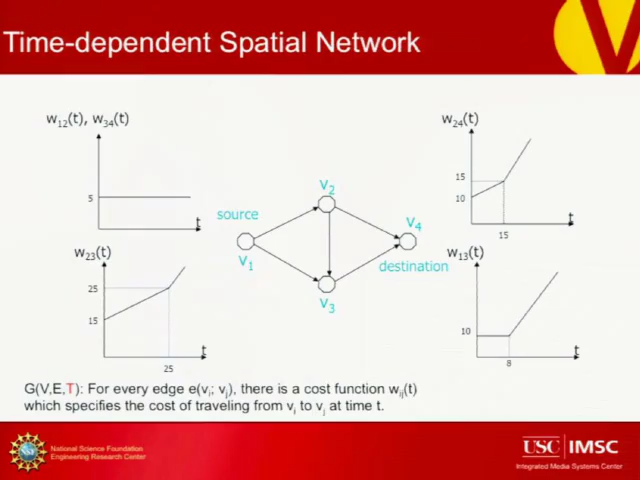 Time-dependent Spatial Network
w12(t), w34(t)
5
t
w24(t)
15
10
t
15
source
v2
v4
v1
destination
v3
w23(t)
25
15
t
25
w13(t)
10
t
8
G(V,E,T): For every edge e(vi; vj), there is a cost function wij(t)
which specifies the cost of traveling from vi to vj at time t.
NSF
National Science Foundation
Engineering Research Center
USC IMSC
Integrated Media Systems Center